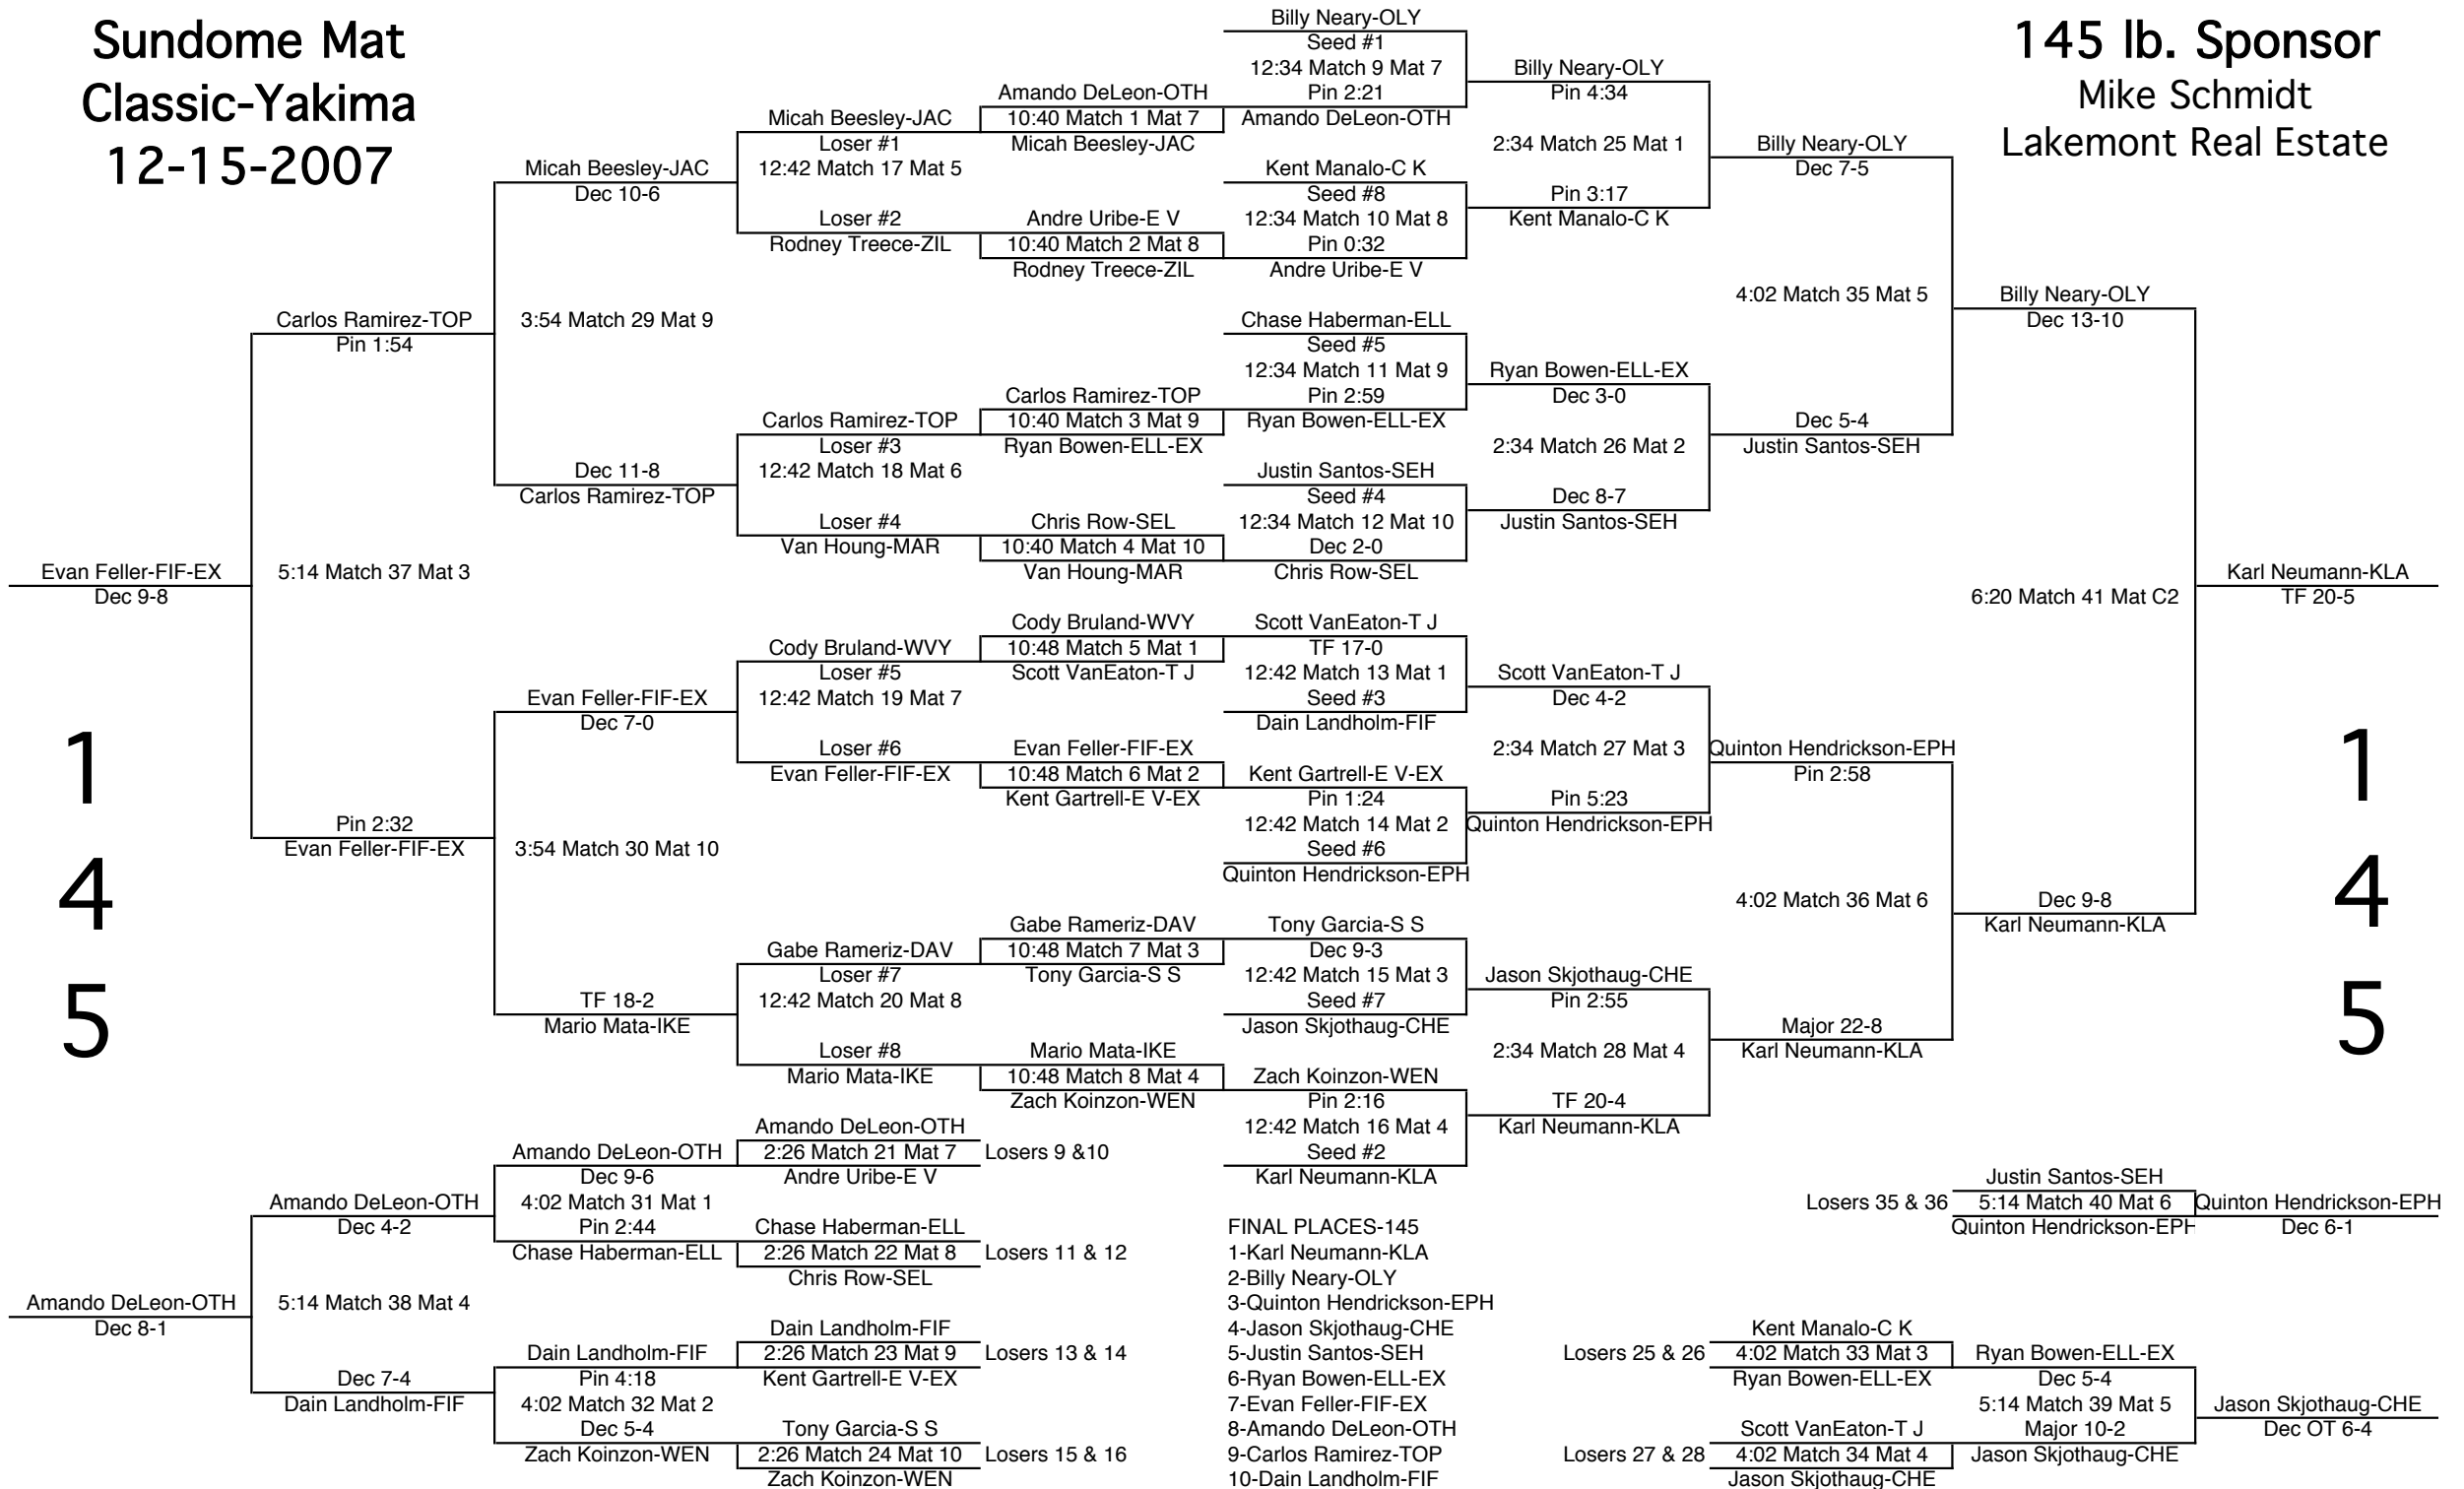 Sundome Mat
Classic-Yakima
12-15-2007
145 lb. Sponsor
Mike Schmidt
Lakemont Real Estate
Evan Feller-FIF-EX
Dec 9-8
1
4
5
Amando DeLeon-OTH
Dec 8-1
Carlos Ramirez-TOP
Pin 1:54
5:14 Match 37 Mat 3
Pin 2:32
Evan Feller-FIF-EX
Amando DeLeon-OTH
Dec 4-2
5:14 Match 38 Mat 4
Dec 7-4
Dain Landholm-FIF
Micah Beesley-JAC
Dec 10-6
3:54 Match 29 Mat 9
Dec 11-8
Carlos Ramirez-TOP
Evan Feller-FIF-EX
Dec 7-0
3:54 Match 30 Mat 10
TF 18-2
Mario Mata-IKE
Amando DeLeon-OTH
Dec 9-6
4:02 Match 31 Mat 1
Pin 2:44
Chase Haberman-ELL
Dain Landholm-FIF
Pin 4:18
4:02 Match 32 Mat 2
Dec 5-4
Zach Koinzon-WEN
Micah Beesley-JAC
Loser #1
12:42 Match 17 Mat 5
Loser #2
Rodney Treece-ZIL
Carlos Ramirez-TOP
Loser #3
12:42 Match 18 Mat 6
Loser #4
Van Houng-MAR
Cody Bruland-WVY
Loser #5
12:42 Match 19 Mat 7
Loser #6
Evan Feller-FIF-EX
Gabe Rameriz-DAV
Loser #7
12:42 Match 20 Mat 8
Loser #8
Mario Mata-IKE
Amando DeLeon-OTH
2:26 Match 21 Mat 7
Andre Uribe-E V
Chase Haberman-ELL
2:26 Match 22 Mat 8
Chris Row-SEL
Dain Landholm-FIF
2:26 Match 23 Mat 9
Kent Gartrell-E V-EX
Tony Garcia-S S
2:26 Match 24 Mat 10
Zach Koinzon-WEN
Amando DeLeon-OTH
10:40 Match 1 Mat 7
Micah Beesley-JAC
Andre Uribe-E V
10:40 Match 2 Mat 8
Rodney Treece-ZIL
Carlos Ramirez-TOP
10:40 Match 3 Mat 9
Ryan Bowen-ELL-EX
Chris Row-SEL
10:40 Match 4 Mat 10
Van Houng-MAR
Cody Bruland-WVY
10:48 Match 5 Mat 1
Scott VanEaton-T J
Evan Feller-FIF-EX
10:48 Match 6 Mat 2
Kent Gartrell-E V-EX
Gabe Rameriz-DAV
10:48 Match 7 Mat 3
Tony Garcia-S S
Mario Mata-IKE
10:48 Match 8 Mat 4
Zach Koinzon-WEN
Losers 9 &10
Losers 11 & 12
Losers 13 & 14
Losers 15 & 16
Billy Neary-OLY
Seed #1
12:34 Match 9 Mat 7
Pin 2:21
Amando DeLeon-OTH
Kent Manalo-C K
Seed #8
12:34 Match 10 Mat 8
Pin 0:32
Andre Uribe-E V
Chase Haberman-ELL
Seed #5
12:34 Match 11 Mat 9
Pin 2:59
Ryan Bowen-ELL-EX
Justin Santos-SEH
Seed #4
12:34 Match 12 Mat 10
Dec 2-0
Chris Row-SEL
Scott VanEaton-T J
TF 17-0
12:42 Match 13 Mat 1
Seed #3
Dain Landholm-FIF
Kent Gartrell-E V-EX
Pin 1:24
12:42 Match 14 Mat 2
Seed #6
Quinton Hendrickson-EPH
Tony Garcia-S S
Dec 9-3
12:42 Match 15 Mat 3
Seed #7
Jason Skjothaug-CHE
Zach Koinzon-WEN
Pin 2:16
12:42 Match 16 Mat 4
Seed #2
Karl Neumann-KLA
FINAL PLACES-145
1-Karl Neumann-KLA
2-Billy Neary-OLY
3-Quinton Hendrickson-EPH
4-Jason Skjothaug-CHE
5-Justin Santos-SEH
6-Ryan Bowen-ELL-EX
7-Evan Feller-FIF-EX
8-Amando DeLeon-OTH
9-Carlos Ramirez-TOP
10-Dain Landholm-FIF
Billy Neary-OLY
Pin 4:34
2:34 Match 25 Mat 1
Pin 3:17
Kent Manalo-C K
Ryan Bowen-ELL-EX
Dec 3-0
2:34 Match 26 Mat 2
Dec 8-7
Justin Santos-SEH
Scott VanEaton-T J
Dec 4-2
2:34 Match 27 Mat 3
Pin 5:23
Quinton Hendrickson-EPH
Jason Skjothaug-CHE
Pin 2:55
2:34 Match 28 Mat 4
TF 20-4
Karl Neumann-KLA
Billy Neary-OLY
Dec 7-5
4:02 Match 35 Mat 5
Dec 5-4
Justin Santos-SEH
Quinton Hendrickson-EPH
Pin 2:58
4:02 Match 36 Mat 6
Major 22-8
Karl Neumann-KLA
Billy Neary-OLY
Dec 13-10
6:20 Match 41 Mat C2
Dec 9-8
Karl Neumann-KLA
Karl Neumann-KLA
TF 20-5
1
4
5
Losers 35 & 36
Justin Santos-SEH
5:14 Match 40 Mat 6
Quinton Hendrickson-EPH
Quinton Hendrickson-EPH
Dec 6-1
Losers 25 & 26
Kent Manalo-C K
4:02 Match 33 Mat 3
Ryan Bowen-ELL-EX
Losers 27 & 28
Scott VanEaton-T J
4:02 Match 34 Mat 4
Jason Skjothaug-CHE
Ryan Bowen-ELL-EX
Dec 5-4
5:14 Match 39 Mat 5
Major 10-2
Jason Skjothaug-CHE
Jason Skjothaug-CHE
Dec OT 6-4